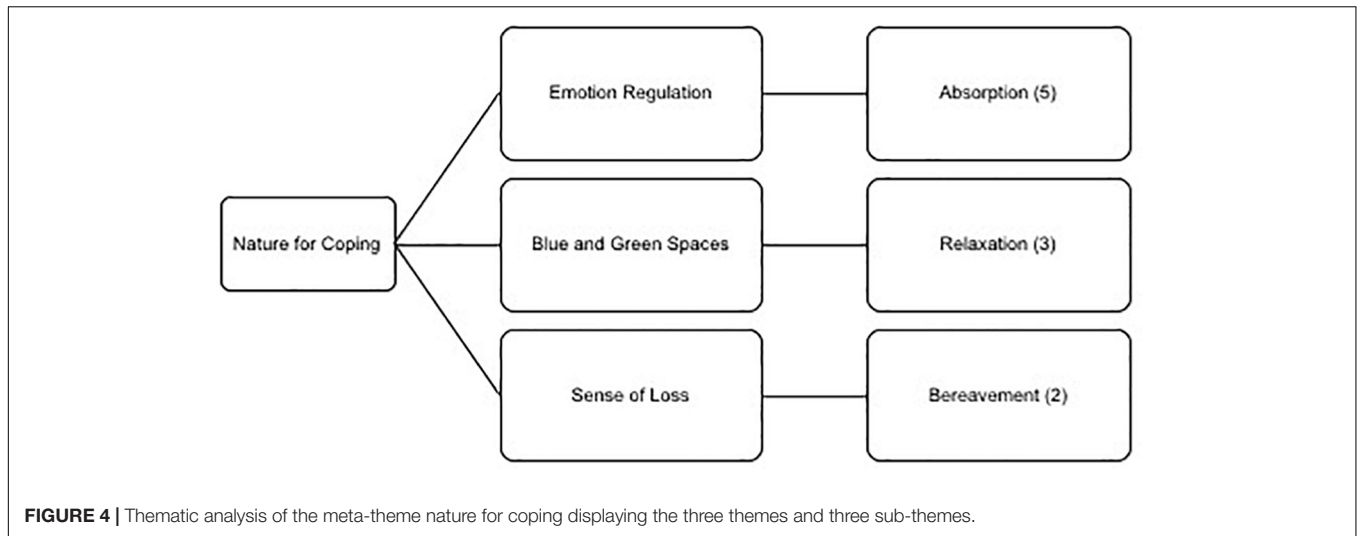 Emotion Regulation
Absorption (5)
Nature for Coping
Blue and Green Spaces
Relaxation (3)
Sense of Loss
Bereavement (2)
FIGURE 4 | Thematic analysis of the meta-theme nature for coping displaying the three themes and three sub-themes.